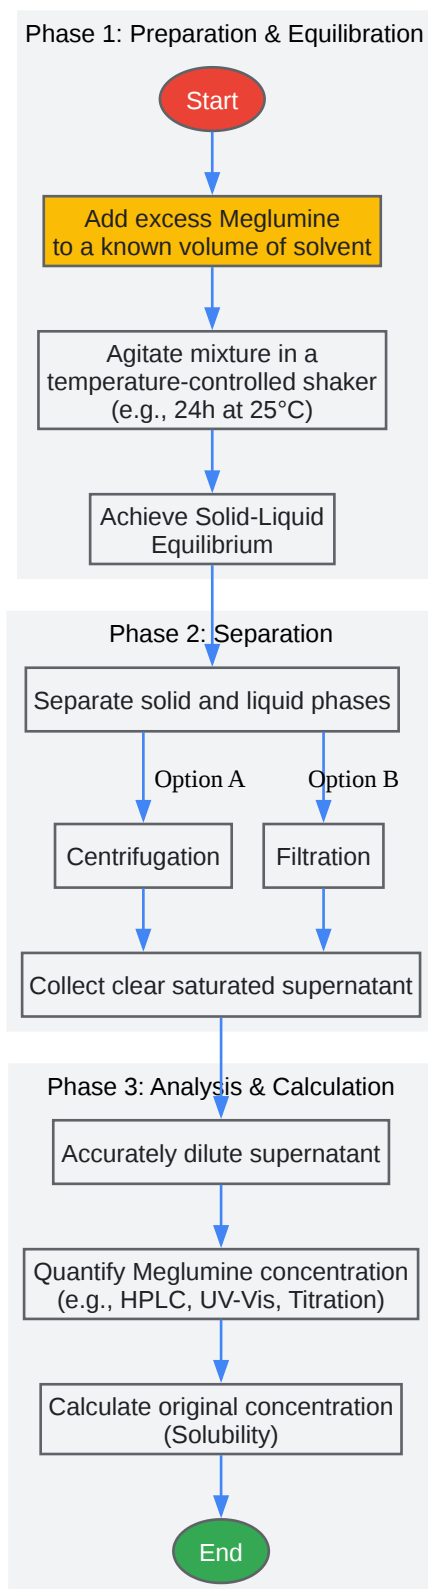 Phase 1: Preparation & Equilibration
Start
Add excess Meglumine
to a known volume of solvent
Agitate mixture in a
temperature-controlled shaker
(e.g., 24h at 25°C)
Achieve Solid-Liquid
Equilibrium
Phase 2: Separation
Separate solid and liquid phases
Option A
Option B
Centrifugation
Filtration
Collect clear saturated supernatant
Phase 3: Analysis & Calculation
Accurately dilute supernatant
Quantify Meglumine concentration
(e.g., HPLC, UV-Vis, Titration)
Calculate original concentration
(Solubility)
End